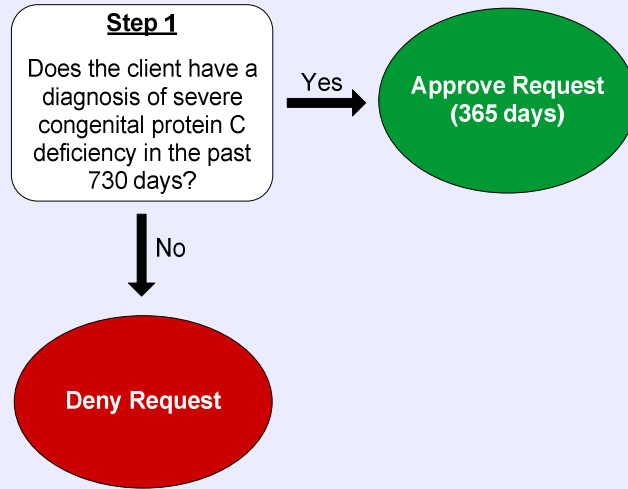 Step 1
Does the client have a
diagnosis of severe
congenital protein C
deficiency in the past
730 days?
Yes
Approve Request
(365 days)
No
Deny Request